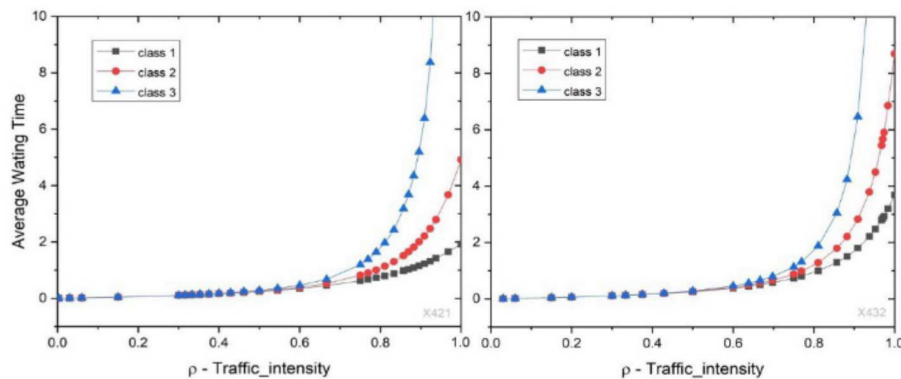 10
8
6
4
2
0
Average Wating Time
class 1
class 2
class 3
X421
0.0 0.2 0.4 0.6 0.8 1.0
ρ - Traffic_intensity
10
8
6
4
2
0
class 1
class 2
class 3
X432
0.0 0.2 0.4 0.6 0.8 1.0
ρ - Traffic_intensity